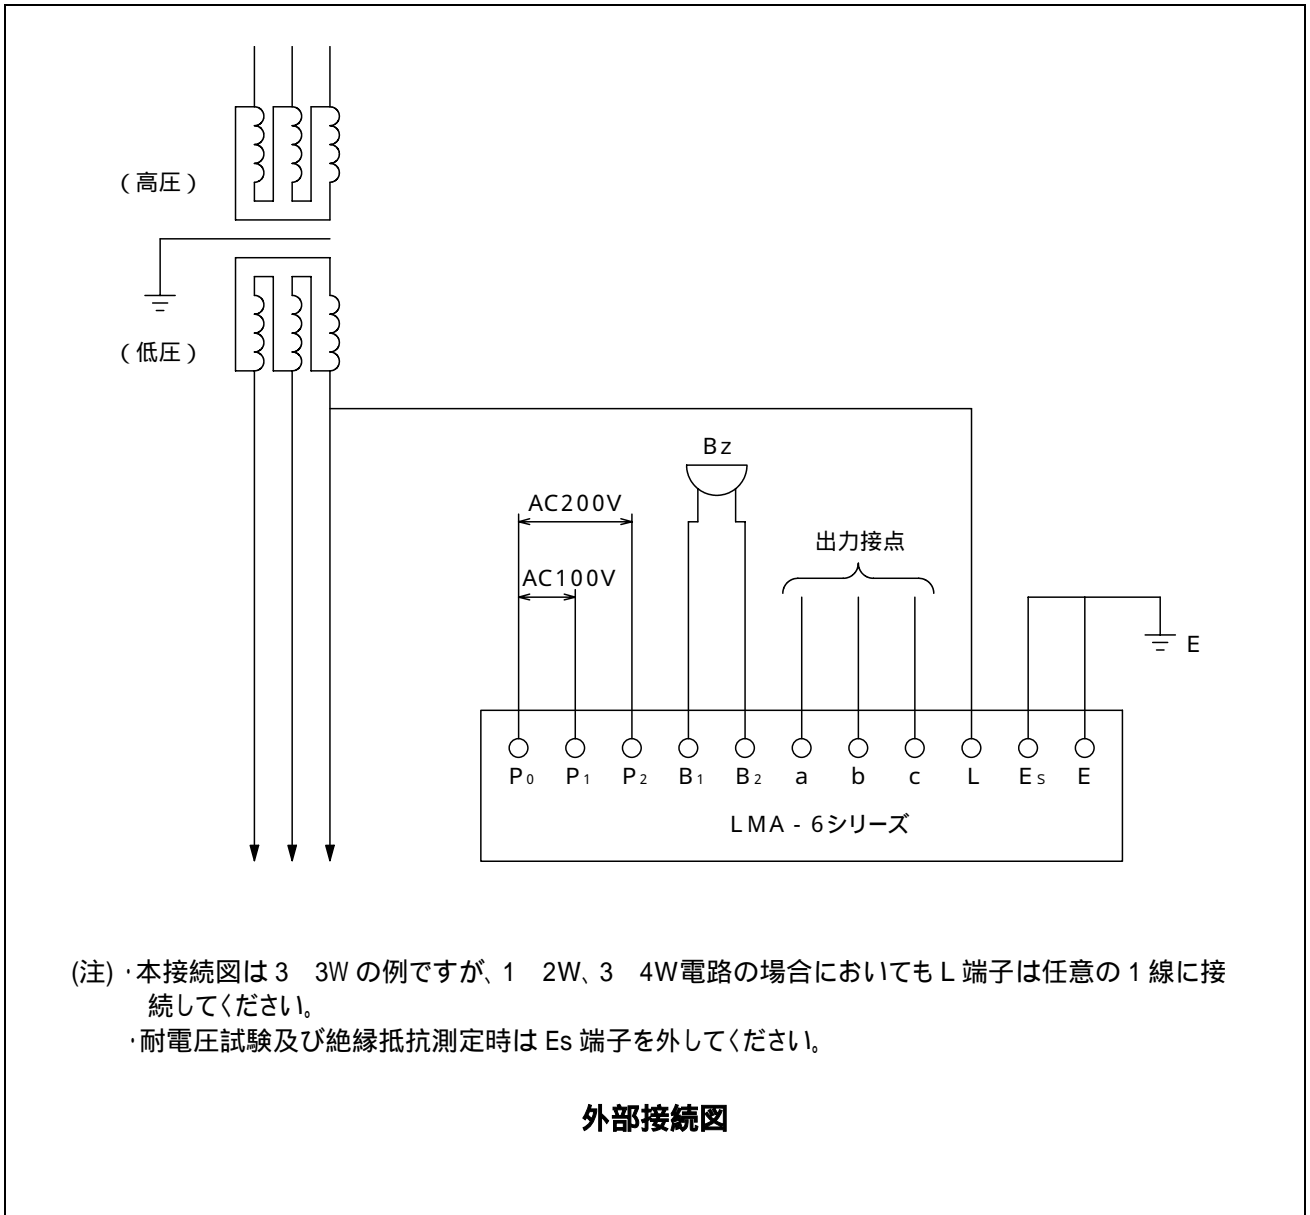 (高圧)
(低圧)
Bz
AC200V
出力接点
AC100V
E
P0 P1 P2 B1 B2 a b c L Es E
LMA - 6シリーズ
(注) ・本接続図は 3 3W の例ですが、1 2W、3 4W電路の場合においても L 端子は任意の 1 線に接
続してください。
・耐電圧試験及び絶縁抵抗測定時は Es 端子を外してください。
外部接続図